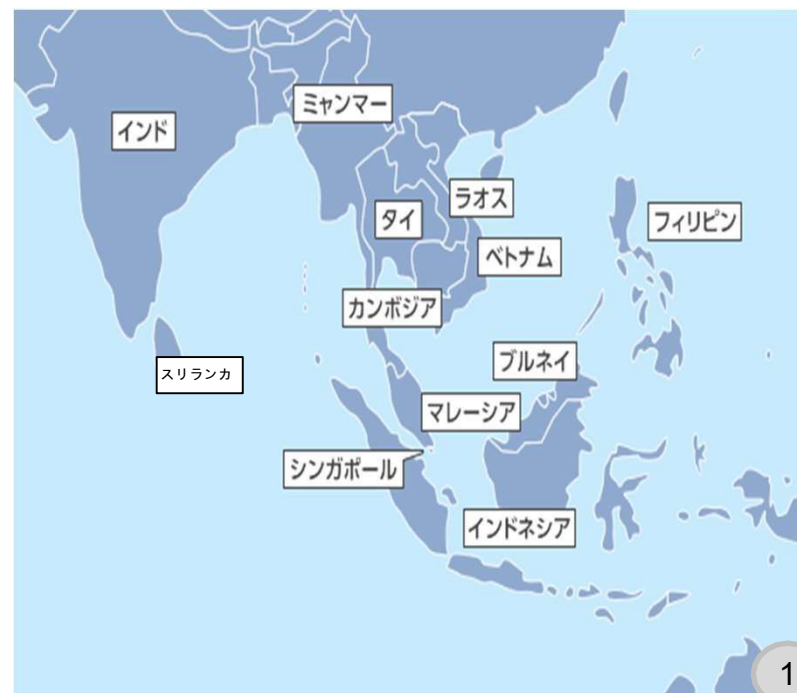 ミャンマー
インド
ラオス
タイ
フィリピン
ベトナム
カンボジア
ブルネイ
スリランカ
マレーシア
シンガポール
インドネシア
1